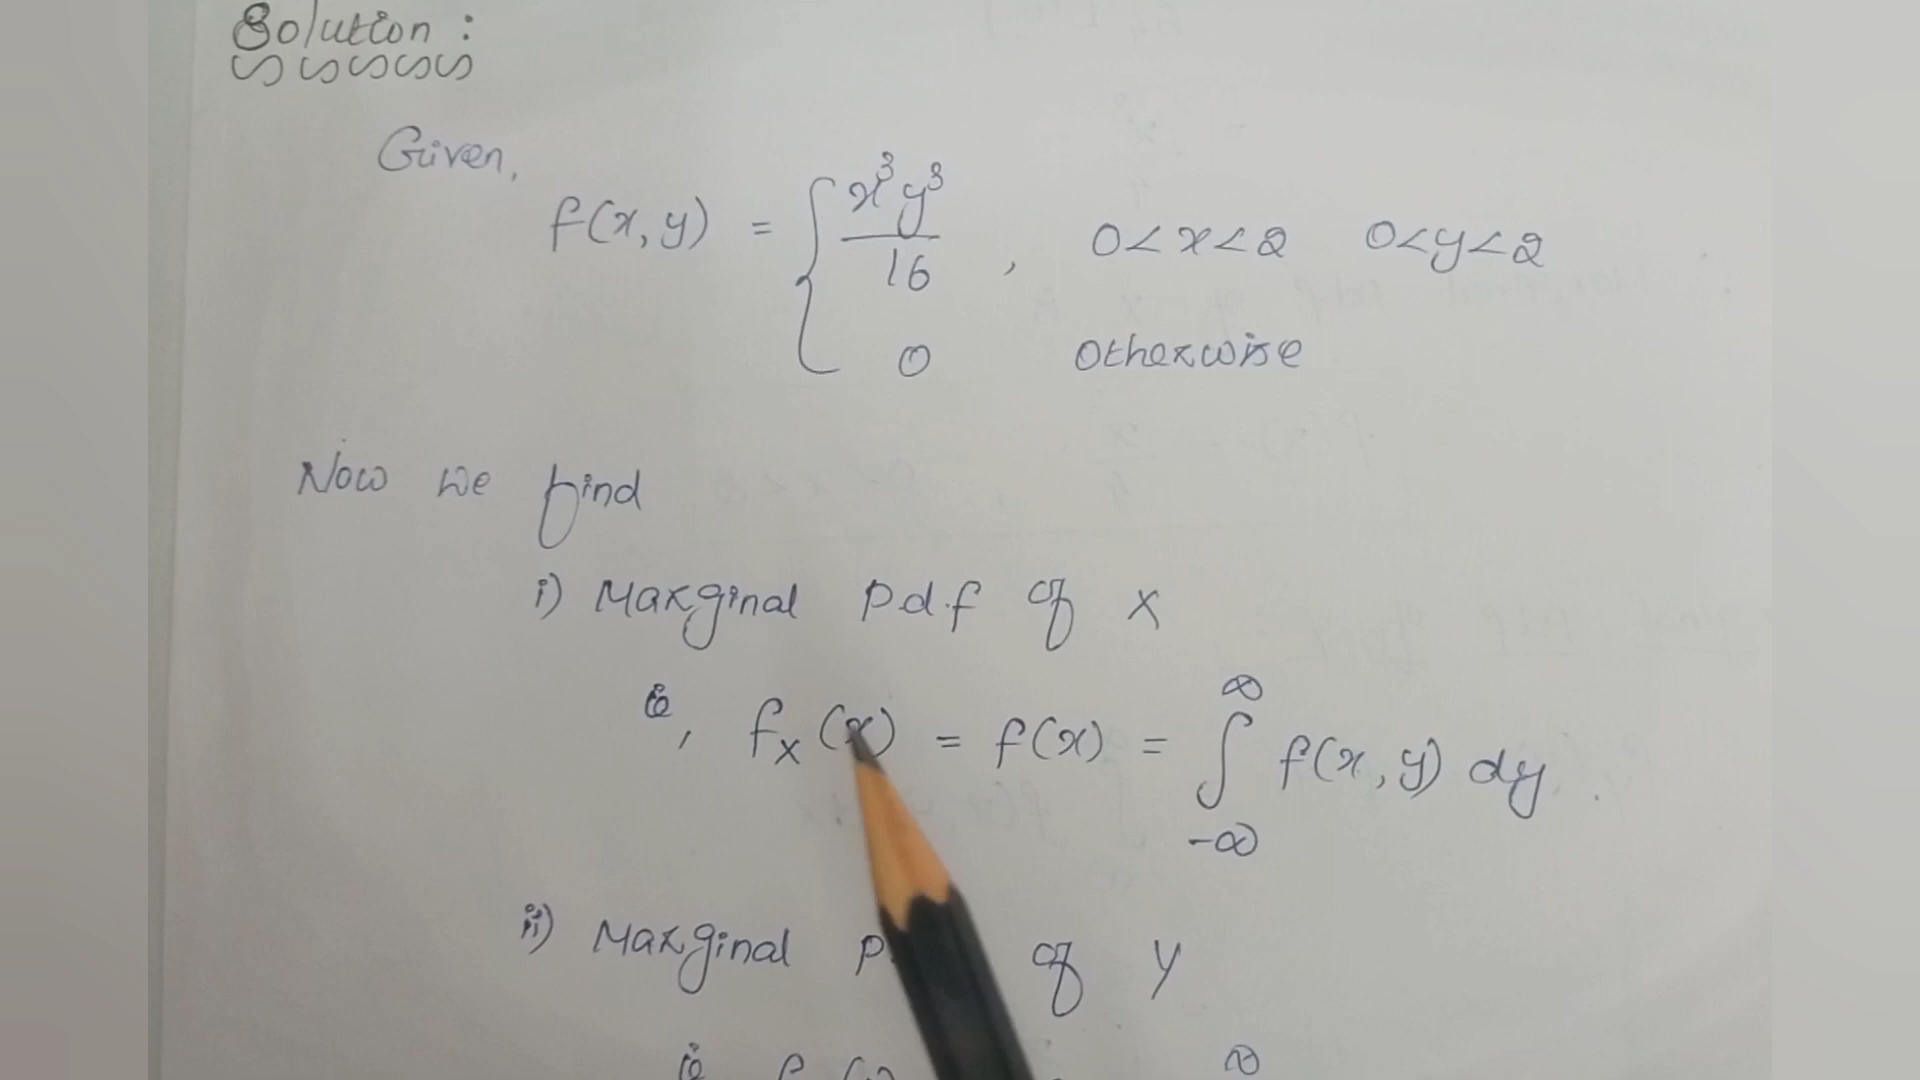 Solution :
Given,
f(x, y) = { x³y³ / 16 , 0<x<2 0<y<2
0 otherwise
Now we find
i) Marginal p.d.f of X
ie, fX(x) = f(x) = ∫_{-∞}^{∞} f(x, y) dy.
ii) Marginal of Y